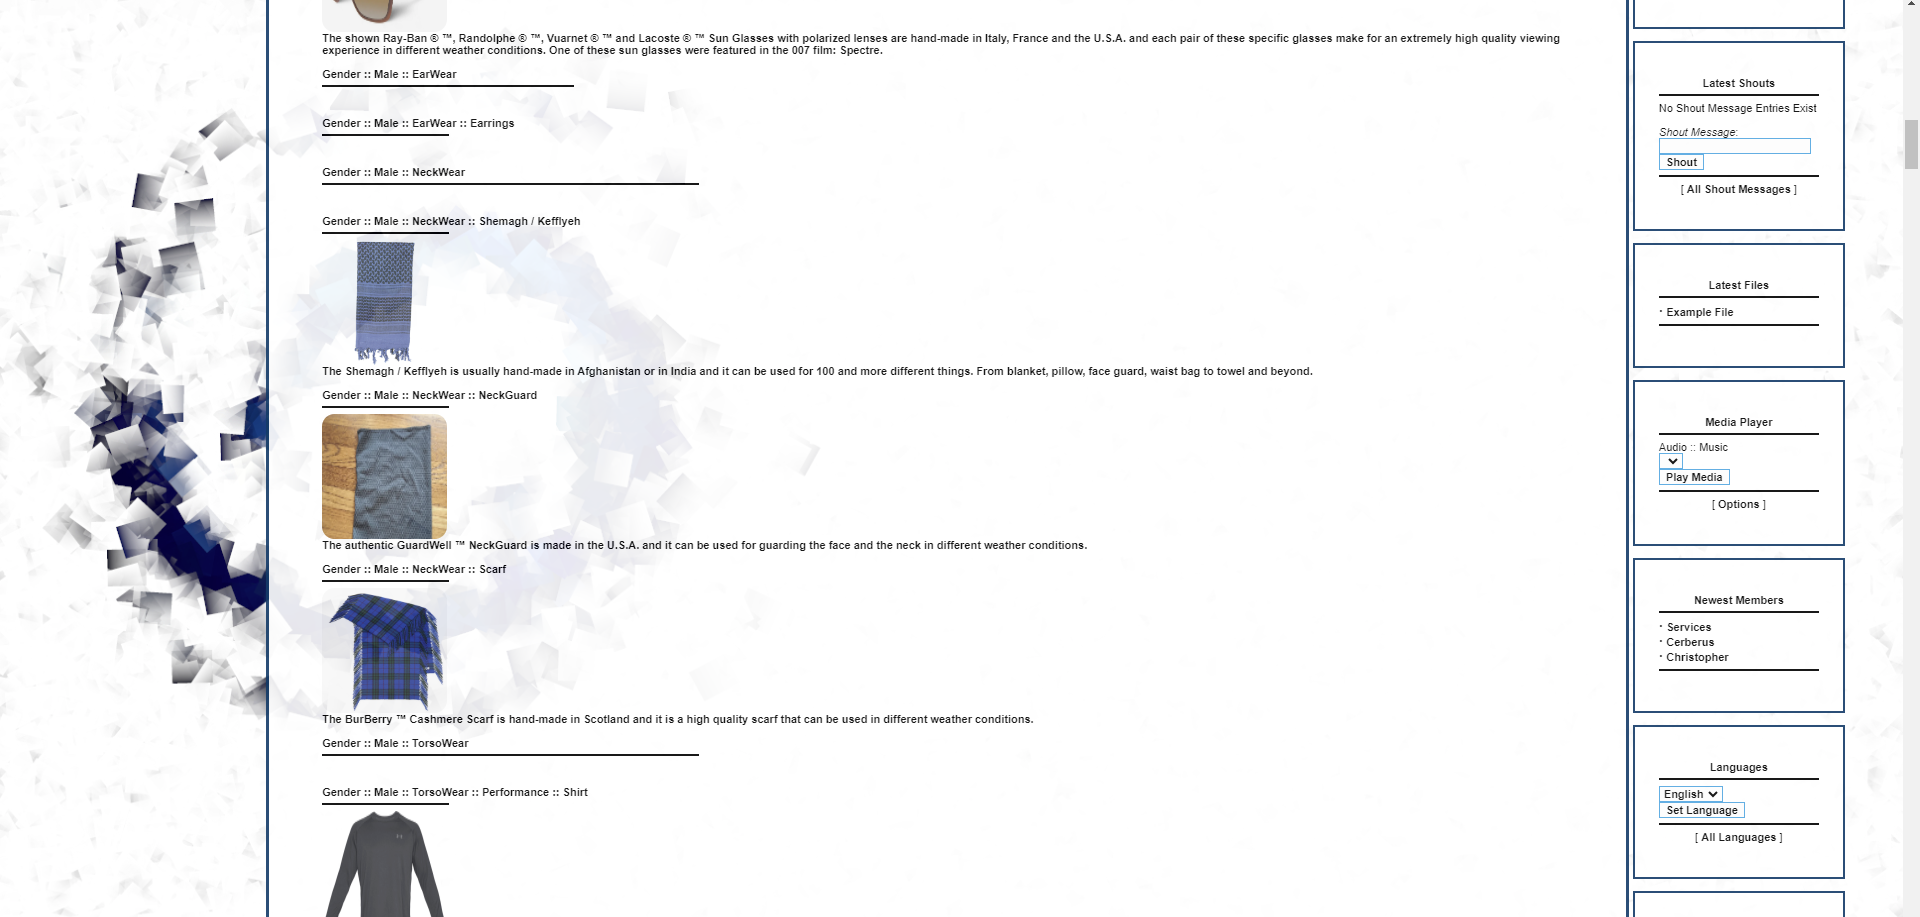 The shown Ray-Ban ® ™, Randolphe ® ™, Vuarnet ® ™ and Lacoste ® ™ Sun Glasses with polarized lenses are hand-made in Italy, France and the U.S.A. and each pair of these specific glasses make for an extremely high quality viewing
experience in different weather conditions. One of these sun glasses were featured in the 007 film: Spectre.
Gender :: Male :: EarWear
Gender :: Male :: EarWear :: Earrings
Gender :: Male :: NeckWear
Gender :: Male :: NeckWear :: Shemagh / Kefflyeh
The Shemagh / Kefflyeh is usually hand-made in Afghanistan or in India and it can be used for 100 and more different things. From blanket, pillow, face guard, waist bag to towel and beyond.
Gender :: Male :: NeckWear :: NeckGuard
The authentic GuardWell ™ NeckGuard is made in the U.S.A. and it can be used for guarding the face and the neck in different weather conditions.
Gender :: Male :: NeckWear :: Scarf
The BurBerry ™ Cashmere Scarf is hand-made in Scotland and it is a high quality scarf that can be used in different weather conditions.
Gender :: Male :: TorsoWear
Gender :: Male :: TorsoWear :: Performance :: Shirt
Latest Shouts
No Shout Message Entries Exist
Shout Message:
Shout
[ All Shout Messages ]
Latest Files
· Example File
Media Player
Audio :: Music
Play Media
[ Options ]
Newest Members
· Services
· Cerberus
· Christopher
Languages
English
Set Language
[ All Languages ]